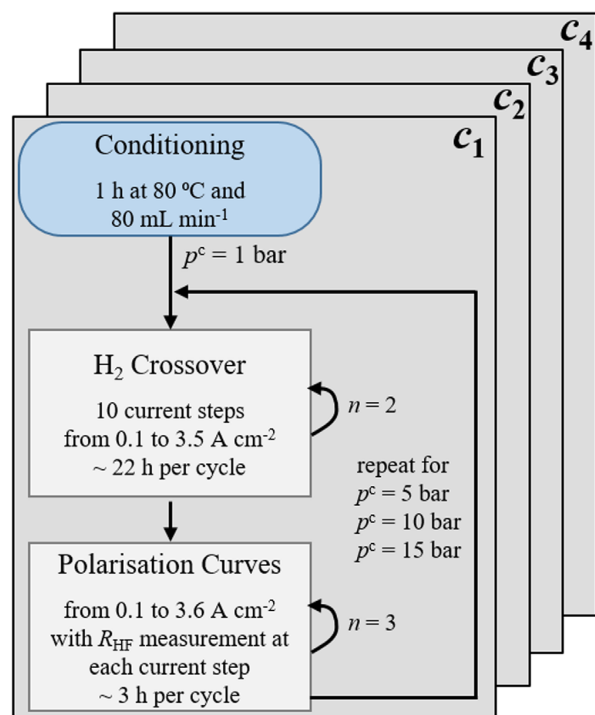 c₄
c₃
c₂
c₁
Conditioning
1 h at 80 ºC and
80 mL min⁻¹
pᶜ = 1 bar
H₂ Crossover
10 current steps
from 0.1 to 3.5 A cm⁻²
~ 22 h per cycle
n = 2
repeat for
pᶜ = 5 bar
pᶜ = 10 bar
pᶜ = 15 bar
Polarisation Curves
from 0.1 to 3.6 A cm⁻²
with R_HF measurement at
each current step
~ 3 h per cycle
n = 3